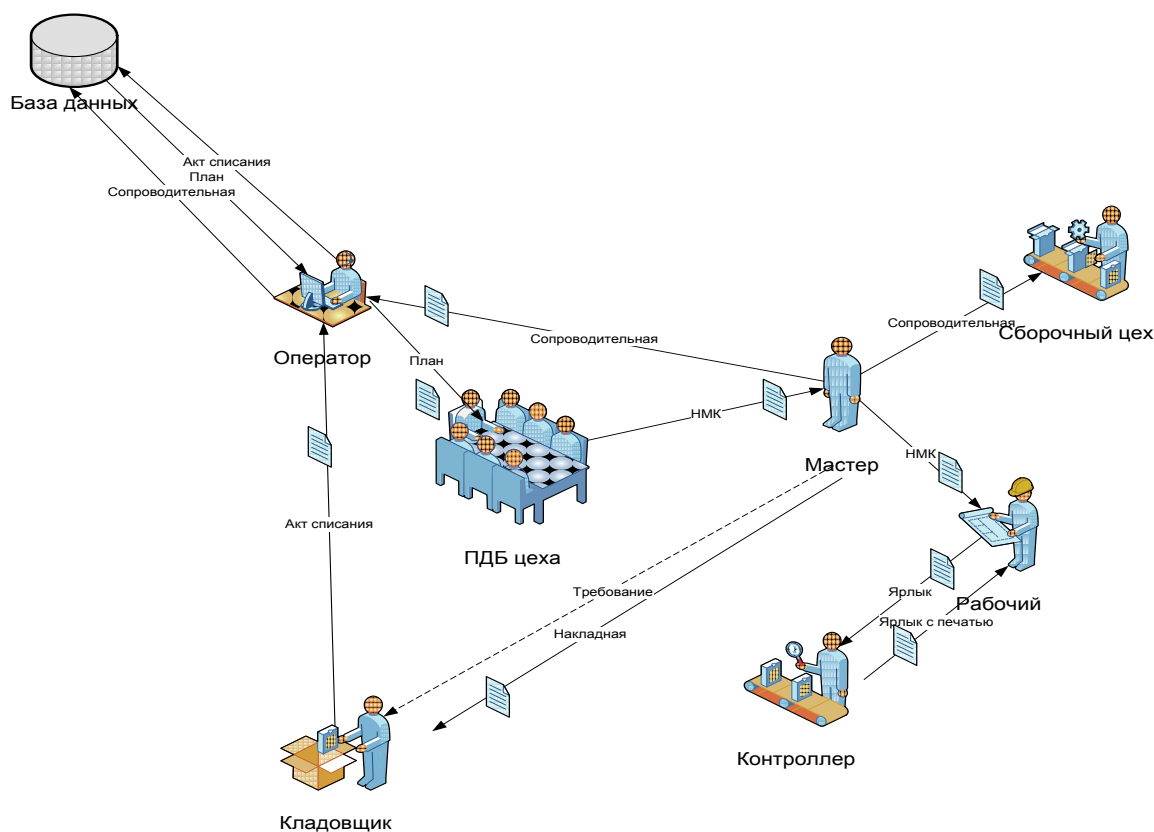 База данных
Акт списания
План
Сопроводительная
Сопроводительная
Сборочный цех
Сопроводительная
Оператор
План
НМК
НМК
Мастер
Акт списания
ПДБ цеха
Требование
Ярлык
Рабочий
Ярлык с печатью
Накладная
Контроллер
Кладовщик